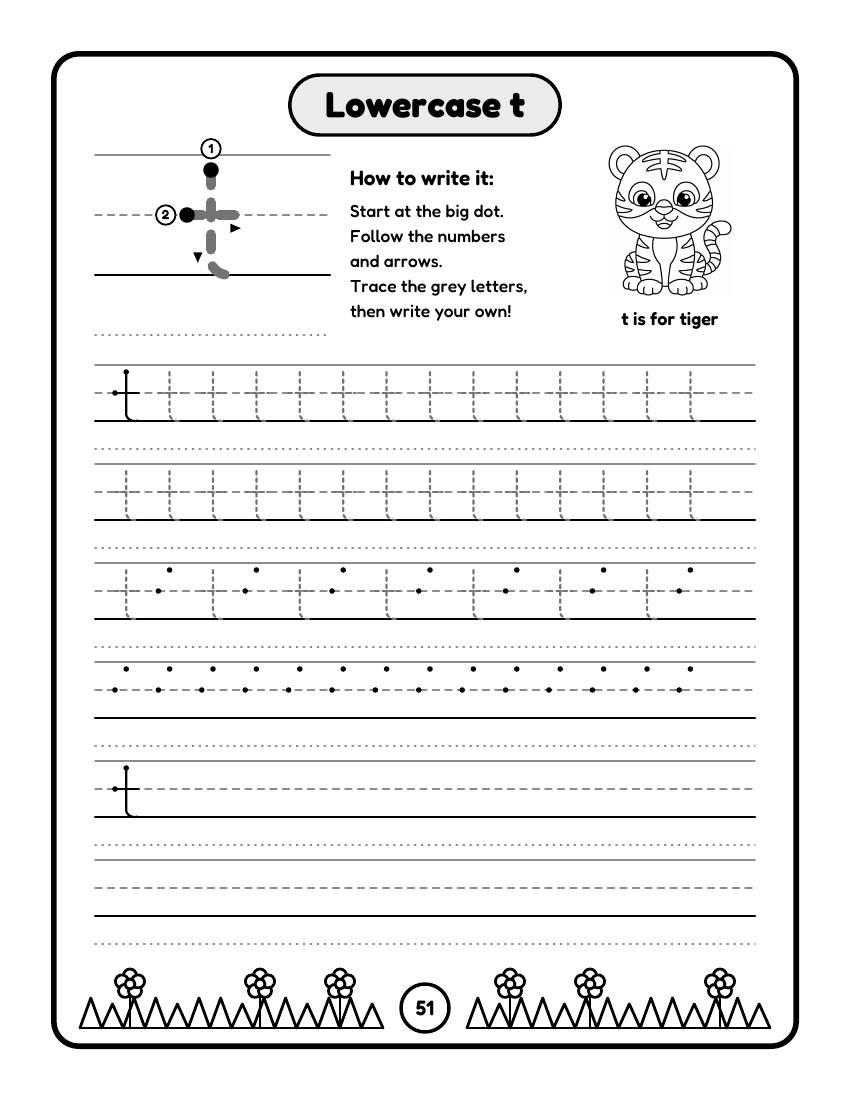 Lowercase t
1
2
t
How to write it:
Start at the big dot.
Follow the numbers
and arrows.
Trace the grey letters,
then write your own!
t is for tiger
t t t t t t t t t t t t t t
t t t t t t t t t t t t t t
t t t t t t t
t
51